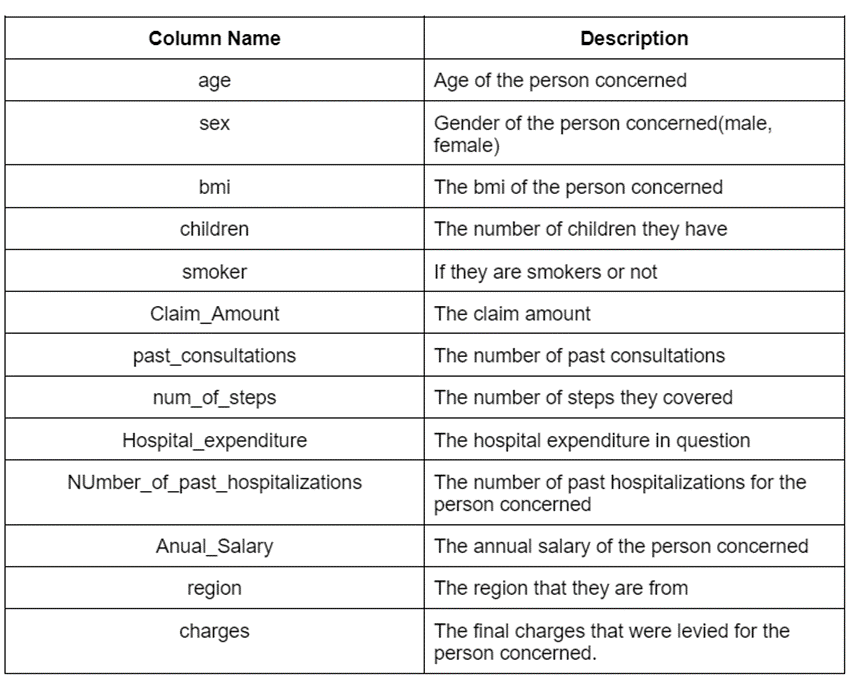 Column Name Description
age Age of the person concerned
sex Gender of the person concerned(male,
female)
bmi The bmi of the person concerned
children The number of children they have
smoker If they are smokers or not
Claim_Amount The claim amount
past_consultations The number of past consultations
num_of_steps The number of steps they covered
Hospital_expenditure The hospital expenditure in question
NUmber_of_past_hospitalizations The number of past hospitalizations for the
person concerned
Anual_Salary The annual salary of the person concerned
region The region that they are from
charges The final charges that were levied for the
person concerned.